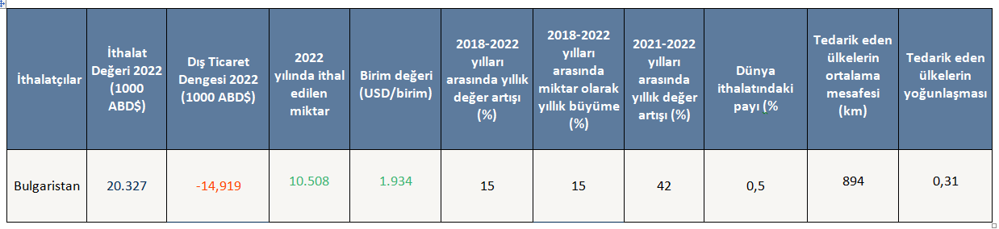 İthalatçılar
İthalat
Değeri 2022
(1000
ABD$)
Dış Ticaret
Dengesi 2022
(1000 ABD$)
2022
yılında ithal
edilen
miktar
Birim değeri
(USD/birim)
2018-2022
yılları
arasında yıllık
değer artışı
(%)
2018-2022
yılları
arasında
miktar olarak
yıllık büyüme
(%)
2021-2022
yılları
arasında
yıllık değer
artışı (%)
Dünya
ithalatındaki
payı (%
Tedarik eden
ülkelerin
ortalama
mesafesi
(km)
Tedarik eden
ülkelerin
yoğunlaşması
Bulgaristan
20.327
-14,919
10.508
1.934
15
15
42
0,5
894
0,31